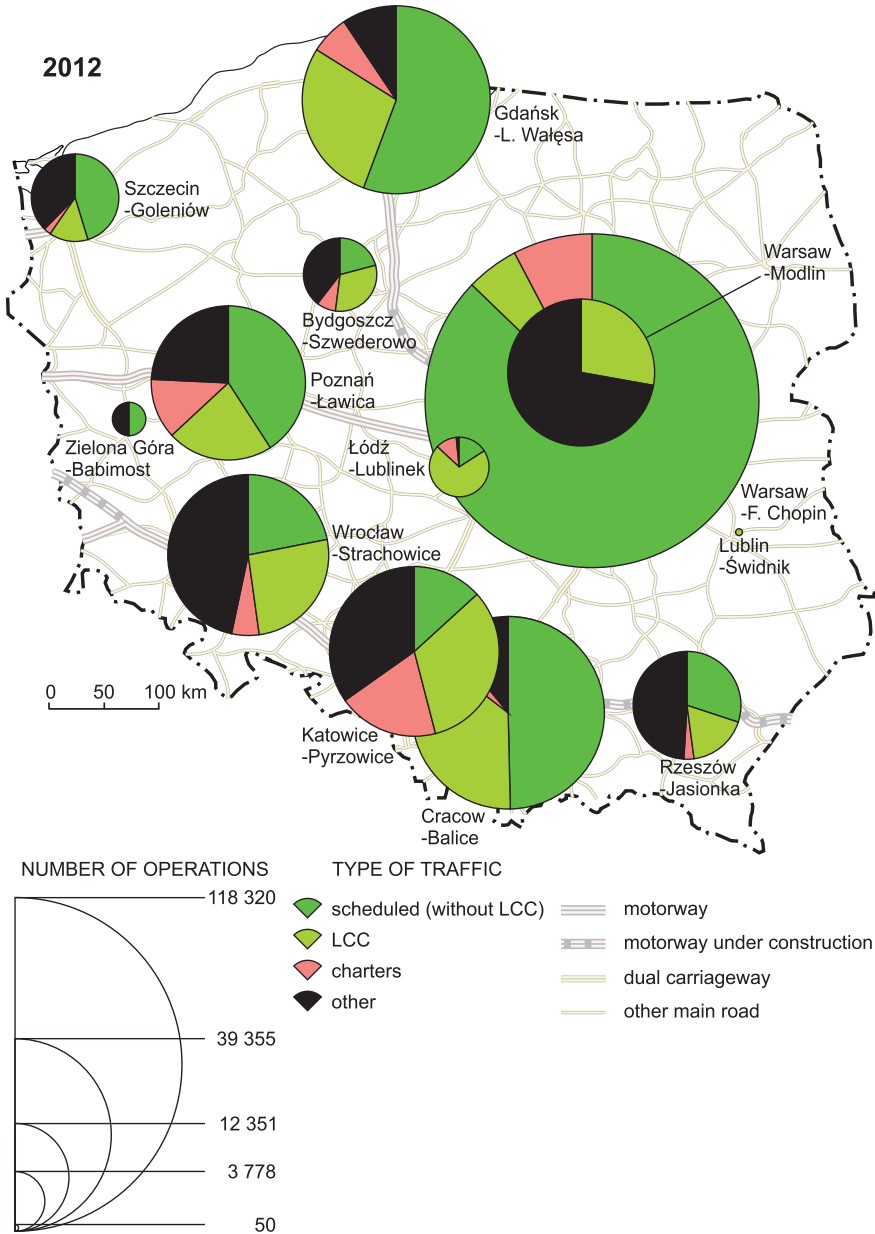 2012
Gdańsk
-L. Wałęsa
Szczecin
-Goleniów
Warsaw
-Modlin
Bydgoszcz
-Szwederowo
Poznań
-Ławica
Zielona Góra
-Babimost
Łódź
-Lublinek
Warsaw
-F. Chopin
Lublin
-Świdnik
Wrocław
-Strachowice
0 50 100 km
Katowice
-Pyrzowice
Rzeszów
-Jasionka
Cracow
-Balice
NUMBER OF OPERATIONS
118 320
39 355
12 351
3 778
50
TYPE OF TRAFFIC
scheduled (without LCC)
LCC
charters
other
motorway
motorway under construction
dual carriageway
other main road